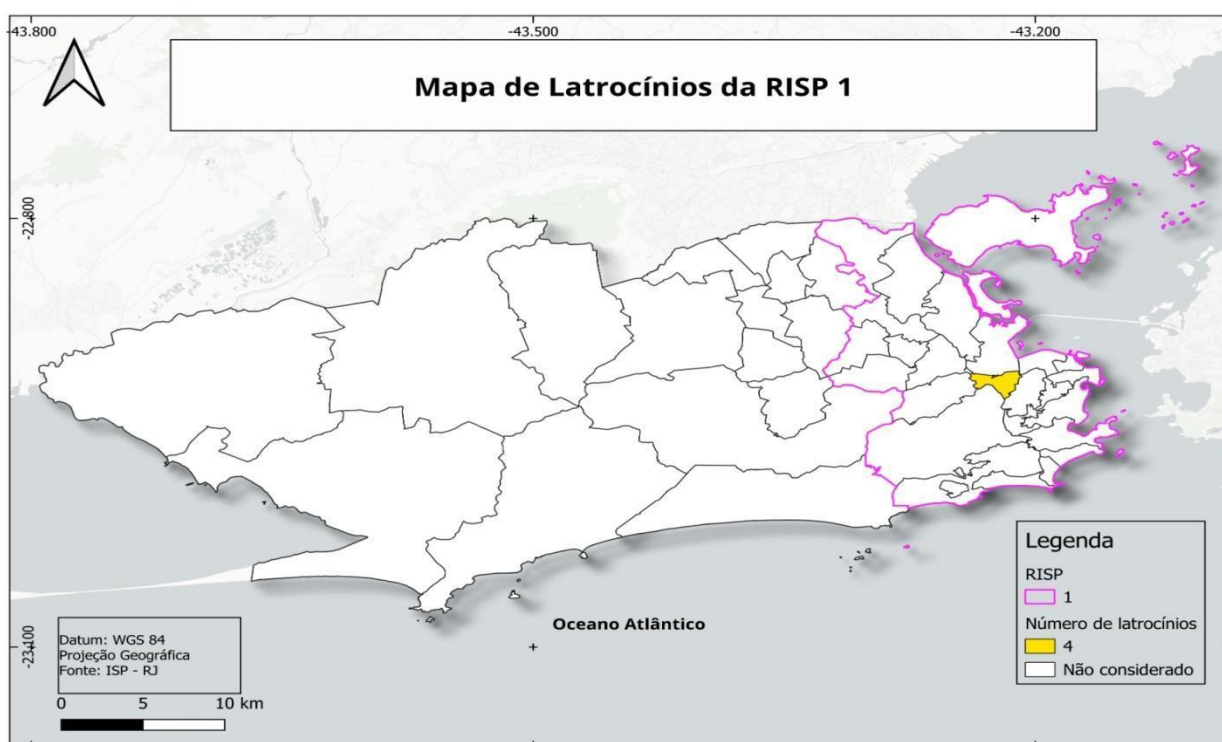 -43.800 -43.500 -43.200
Mapa de Latrocínios da RISP 1
-22.800
Legenda
RISP
1
Número de latrocínios
4
Não considerado
Oceano Atlântico
-23.100
Datum: WGS 84
Projeção Geográfica
Fonte: ISP - RJ
0 5 10 km